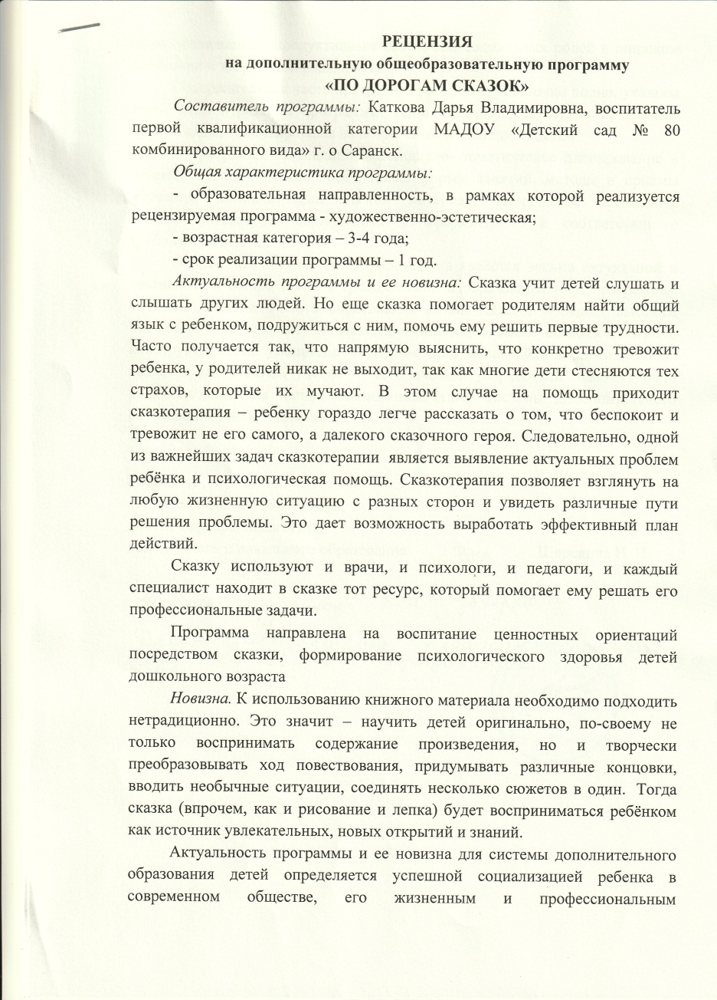 РЕЦЕНЗИЯ
на дополнительную общеобразовательную программу
«ПО ДОРОГАМ СКАЗОК»
Составитель программы: Каткова Дарья Владимировна, воспитатель
первой квалификационной категории МАДОУ «Детский сад № 80
комбинированного вида» г. о Саранск.
Общая характеристика программы:
- образовательная направленность, в рамках которой реализуется
рецензируемая программа - художественно-эстетическая;
- возрастная категория – 3-4 года;
- срок реализации программы – 1 год.
Актуальность программы и ее новизна: Сказка учит детей слушать и
слышать других людей. Но еще сказка помогает родителям найти общий
язык с ребенком, подружиться с ним, помочь ему решить первые трудности.
Часто получается так, что напрямую выяснить, что конкретно тревожит
ребенка, у родителей никак не выходит, так как многие дети стесняются тех
страхов, которые их мучают. В этом случае на помощь приходит
сказкотерапия – ребенку гораздо легче рассказать о том, что беспокоит и
тревожит не его самого, а далекого сказочного героя. Следовательно, одной
из важнейших задач сказкотерапии является выявление актуальных проблем
ребёнка и психологическая помощь. Сказкотерапия позволяет взглянуть на
любую жизненную ситуацию с разных сторон и увидеть различные пути
решения проблемы. Это дает возможность выработать эффективный план
действий.
Сказку используют и врачи, и психологи, и педагоги, и каждый
специалист находит в сказке тот ресурс, который помогает ему решать его
профессиональные задачи.
Программа направлена на воспитание ценностных ориентаций
посредством сказки, формирование психологического здоровья детей
дошкольного возраста
Новизна. К использованию книжного материала необходимо подходить
нетрадиционно. Это значит – научить детей оригинально, по-своему не
только воспринимать содержание произведения, но и творчески
преобразовывать ход повествования, придумывать различные концовки,
вводить необычные ситуации, соединять несколько сюжетов в один. Тогда
сказка (впрочем, как и рисование и лепка) будет восприниматься ребёнком
как источник увлекательных, новых открытий и знаний.
Актуальность программы и ее новизна для системы дополнительного
образования детей определяется успешной социализацией ребенка в
современном обществе, его жизненным и профессиональным